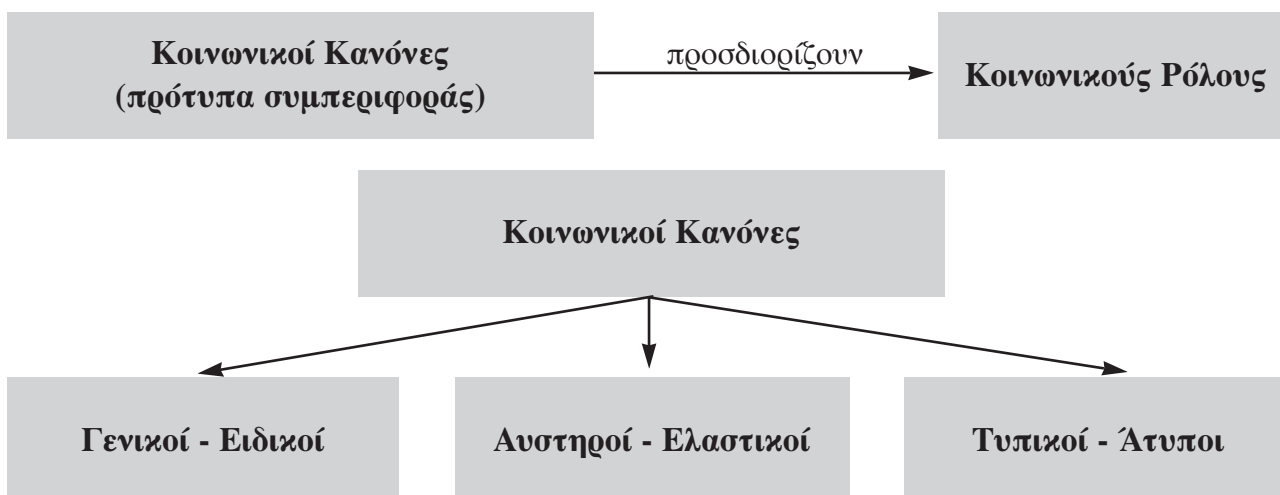 Κοινωνικοί Κανόνες
(πρότυπα συμπεριφοράς)
προσδιορίζουν
Κοινωνικούς Ρόλους
Κοινωνικοί Κανόνες
Γενικοί - Ειδικοί
Αυστηροί - Ελαστικοί
Τυπικοί - Άτυποι